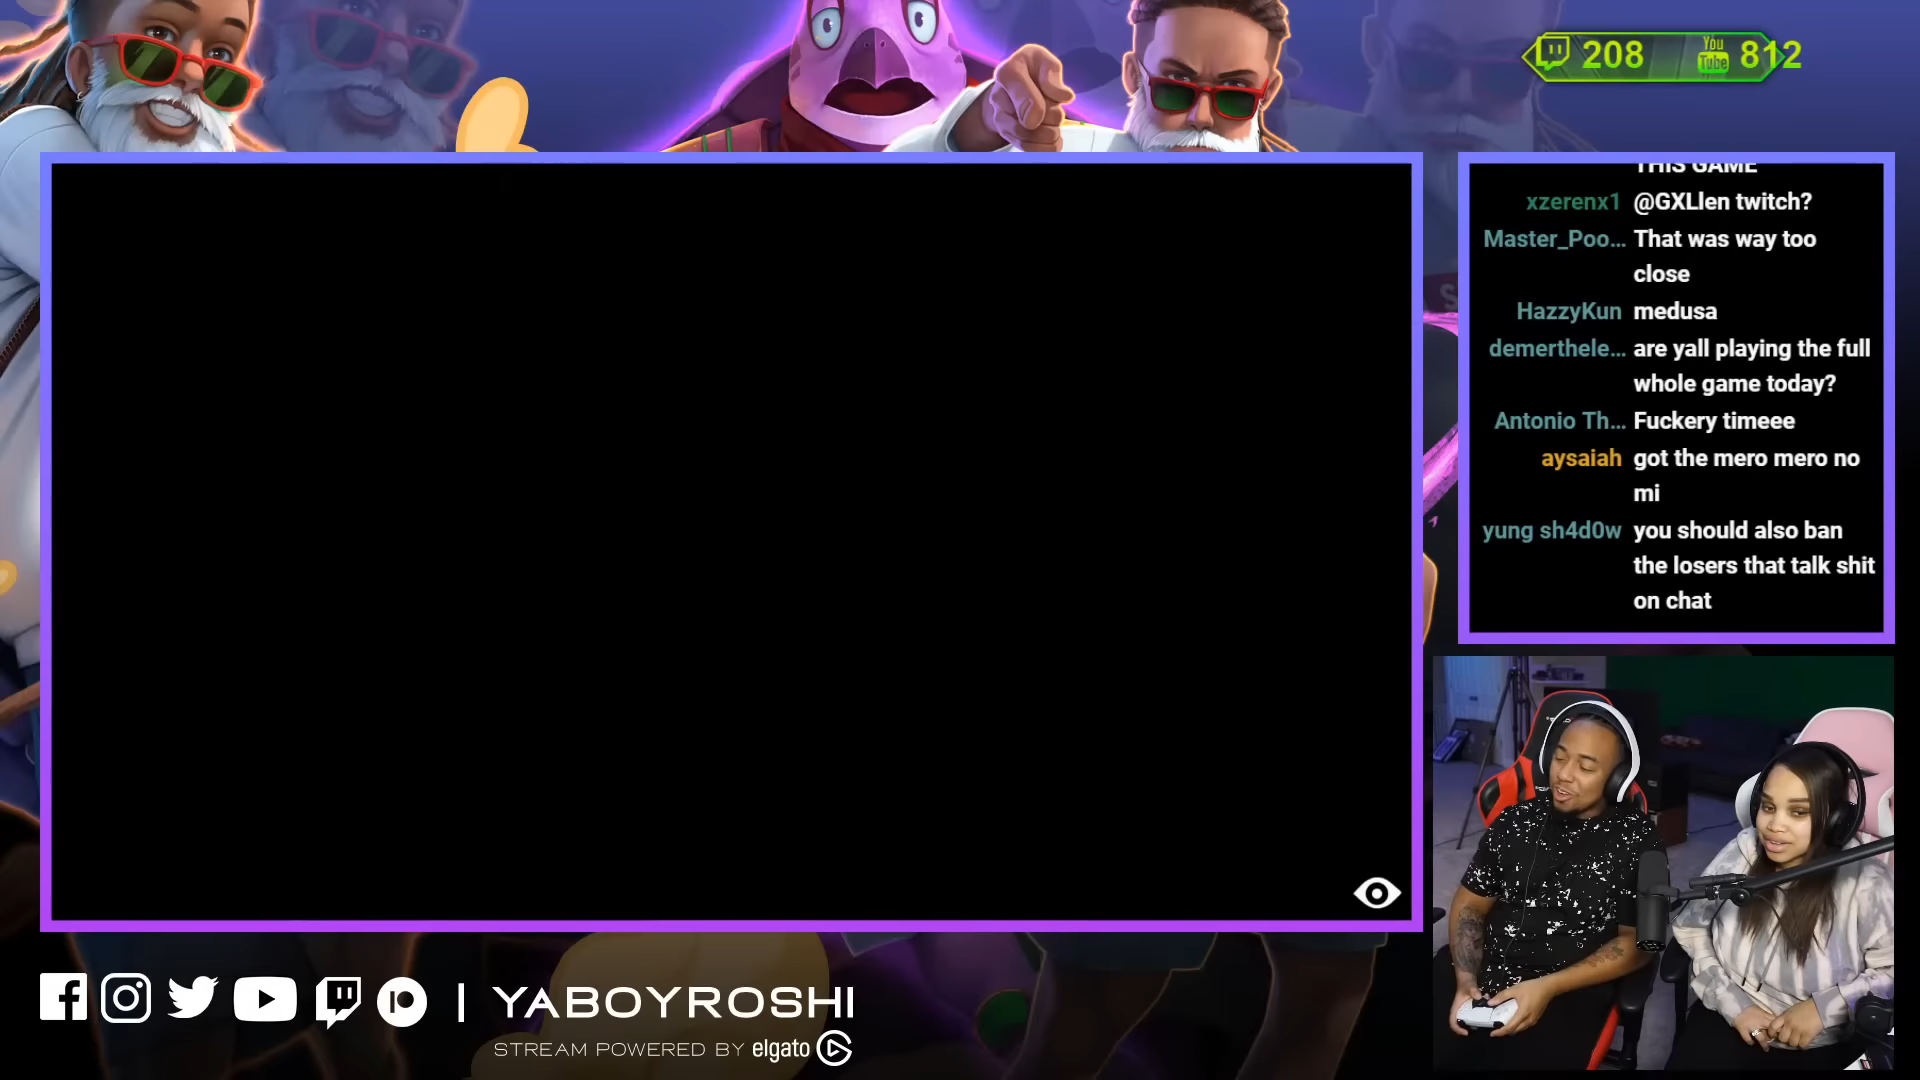 208
You
Tube
812
THIS GAME
xzerenx1 @GXLlen twitch?
Master_Poo... That was way too
close
HazzyKun medusa
demerthele... are yall playing the full
whole game today?
Antonio Th... Fuckery timeee
aysaiah got the mero mero no
mi
yung sh4d0w you should also ban
the losers that talk shit
on chat
| YABOYROSHI
STREAM POWERED BY elgato